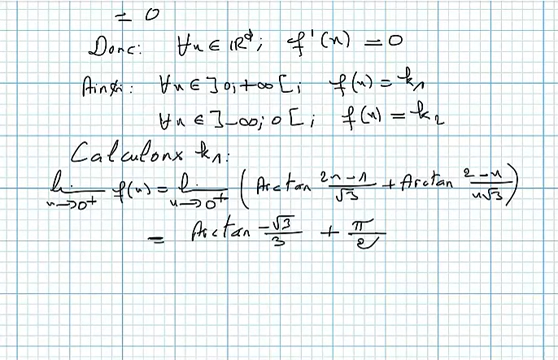 = 0
Donc: ∀x ∈ ℝ*; f'(x) = 0
Ainsi: ∀x ∈ ]0;+∞[; f(x) = k₁
∀x ∈ ]-∞;0[; f(x) = k₂
Calculons k₁:
lim_{x→0⁺} f(x) = lim_{x→0⁺} (Arctan (2x-1)/√3 + Arctan (2-x)/(x√3))
= Arctan (-√3)/3 + π/2